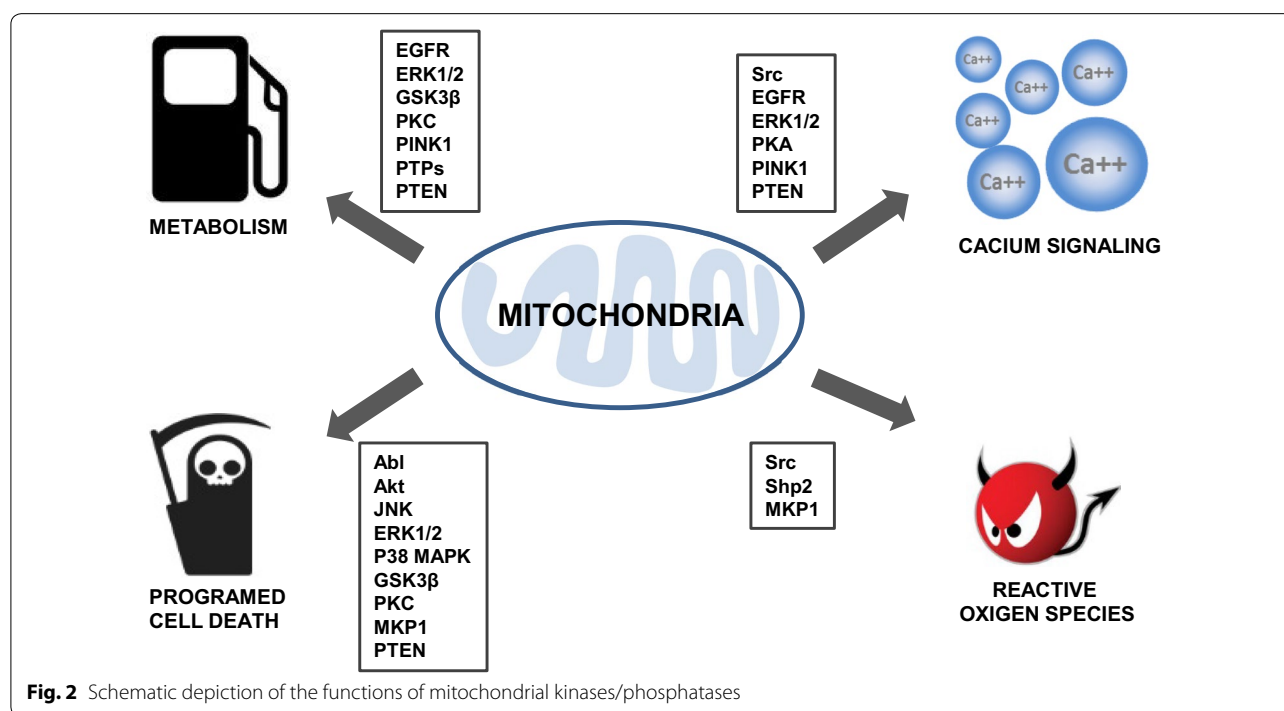 EGFR
ERK1/2
GSK3β
PKC
PINK1
PTPs
PTEN
METABOLISM
Src
EGFR
ERK1/2
PKA
PINK1
PTEN
Ca++
Ca++
Ca++
Ca++
Ca++
Ca++
CACIUM SIGNALING
MITOCHONDRIA
PROGRAMED
CELL DEATH
Abl
Akt
JNK
ERK1/2
P38 MAPK
GSK3β
PKC
MKP1
PTEN
Src
Shp2
MKP1
REACTIVE
OXIGEN SPECIES
Fig. 2 Schematic depiction of the functions of mitochondrial kinases/phosphatases